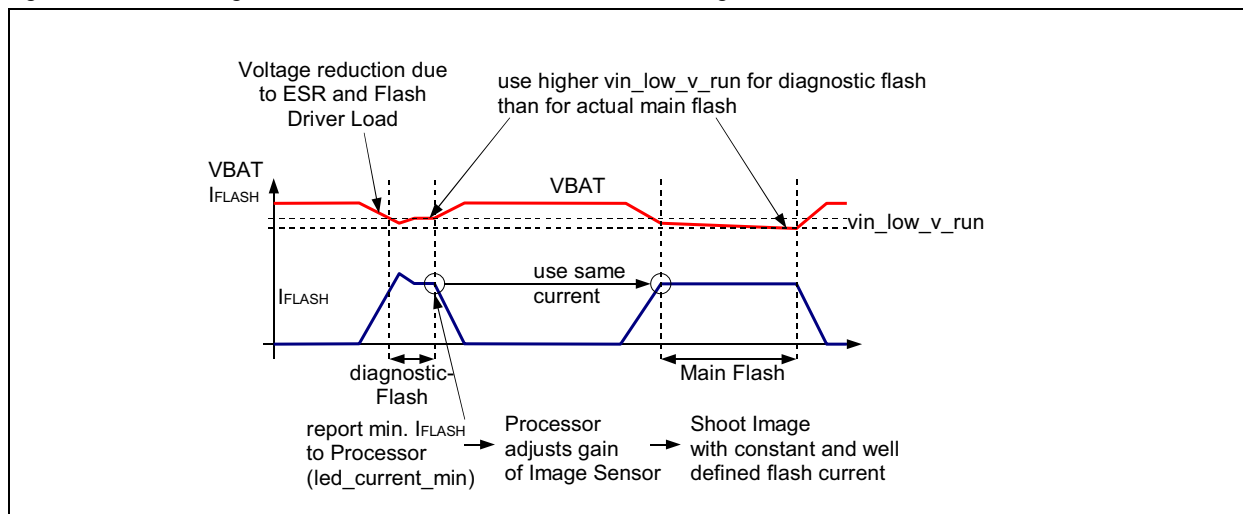 Voltage reduction due
to ESR and Flash
Driver Load
use higher vin_low_v_run for diagnostic flash
than for actual main flash
VBAT
IFLASH
VBAT
vin_low_v_run
IFLASH
use same
current
diagnostic-
Flash
Main Flash
report min. IFLASH
to Processor
(led_current_min)
Processor
adjusts gain
of Image Sensor
Shoot Image
with constant and well
defined flash current